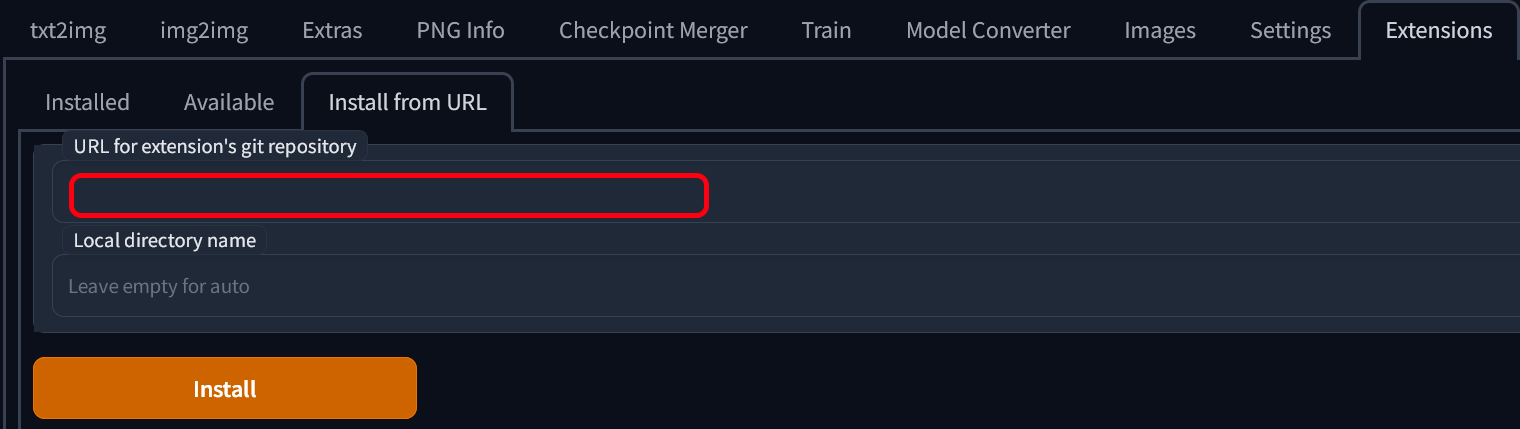 txt2img img2img Extras PNG Info Checkpoint Merger Train Model Converter Images Settings Extensions
Installed Available Install from URL
URL for extension's git repository
Local directory name
Leave empty for auto
Install